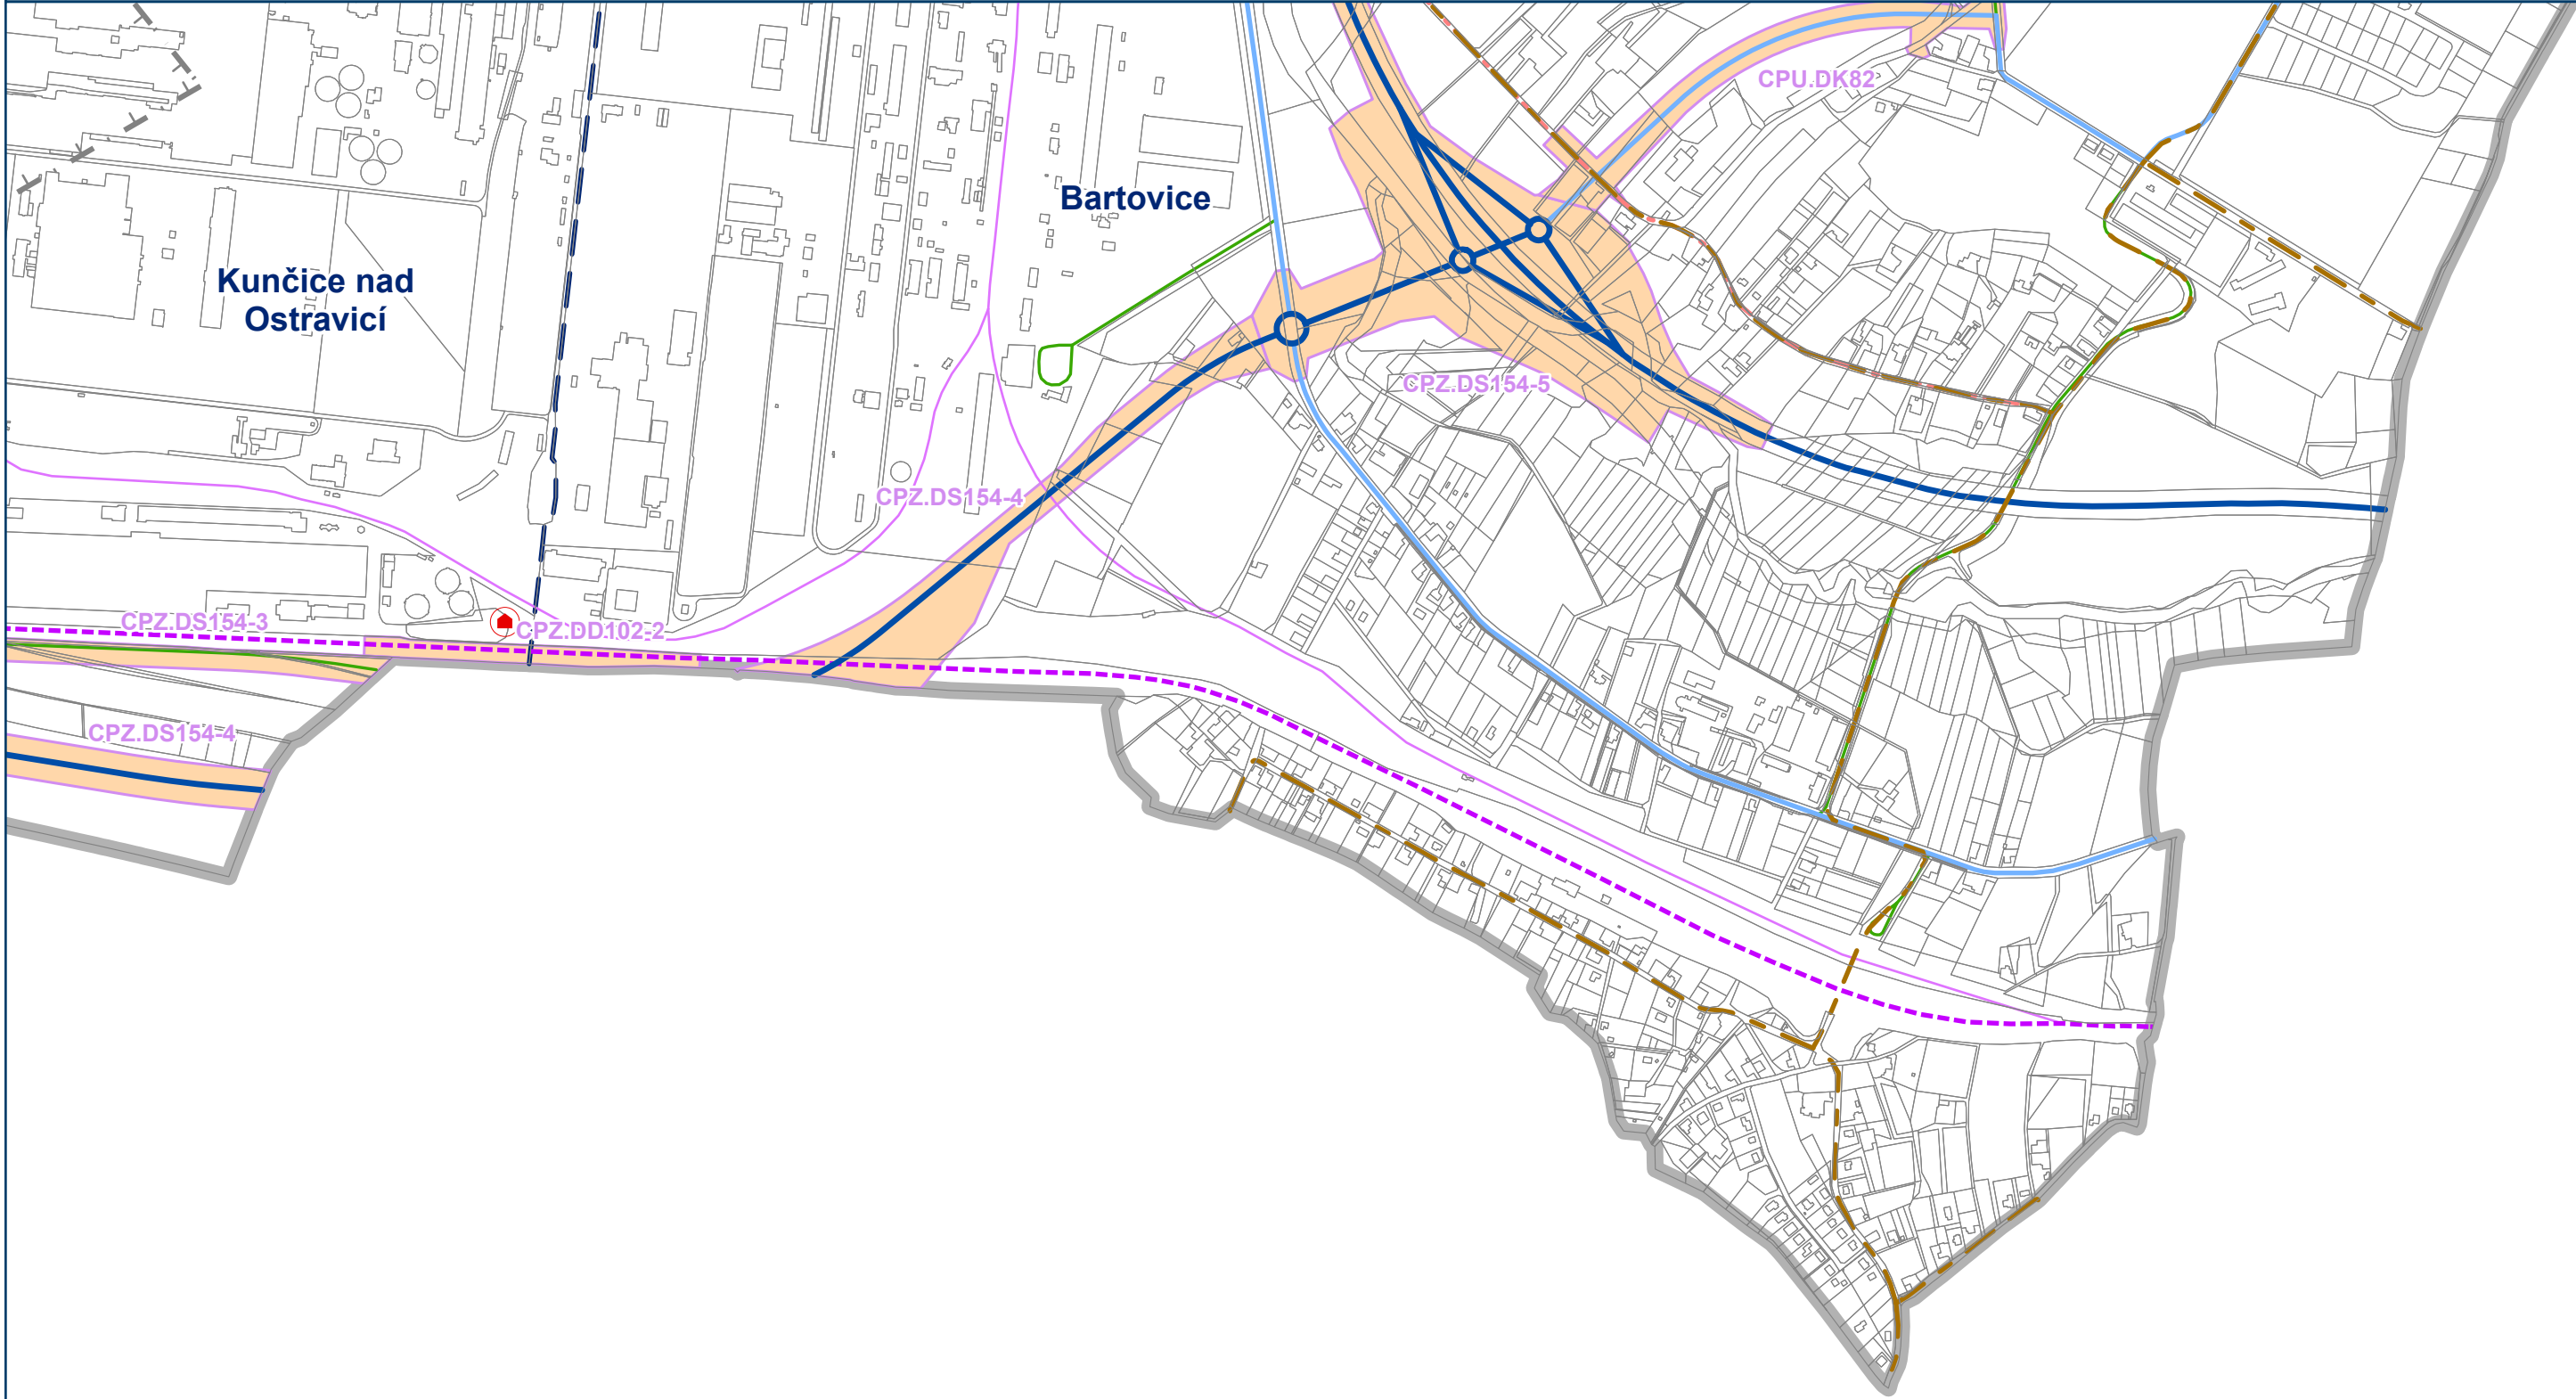 CPU.DK82
Bartovice
Kunčice nad
Ostravicí
CPZ.DS154-5
CPZ.DS154-4
CPZ.DS154-3
CPZ.DD102-2
CPZ.DS154-4